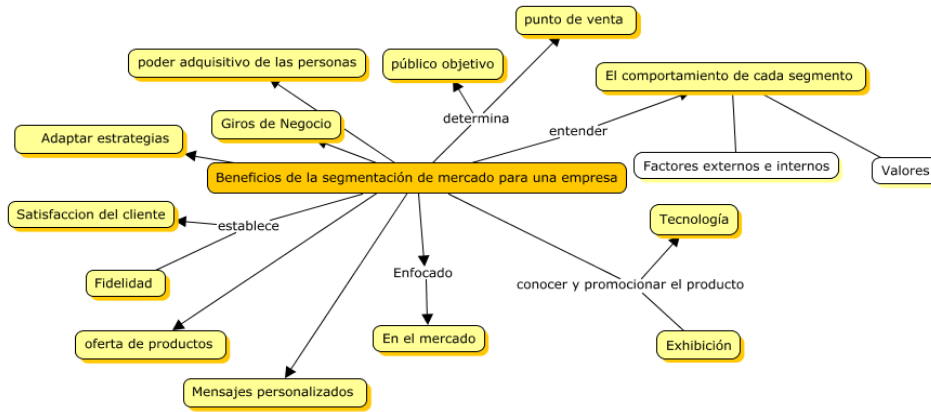 punto de venta
poder adquisitivo de las personas
público objetivo
El comportamiento de cada segmento
determina
Giros de Negocio
entender
Adaptar estrategias
Factores externos e internos
Valores
Beneficios de la segmentación de mercado para una empresa
Satisfaccion del cliente
establece
Tecnología
Fidelidad
Enfocado
conocer y promocionar el producto
oferta de productos
En el mercado
Exhibición
Mensajes personalizados